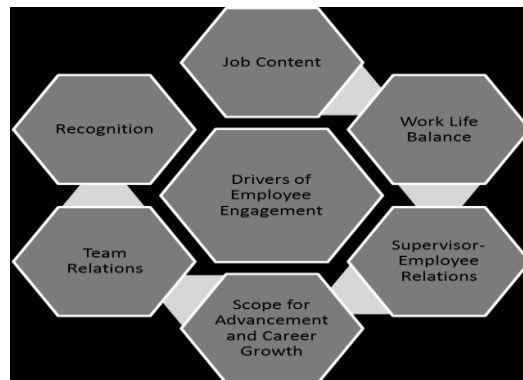 Job Content
Recognition
Work Life
Balance
Drivers of
Employee
Engagement
Team
Relations
Supervisor-
Employee
Relations
Scope for
Advancement
and Career
Growth